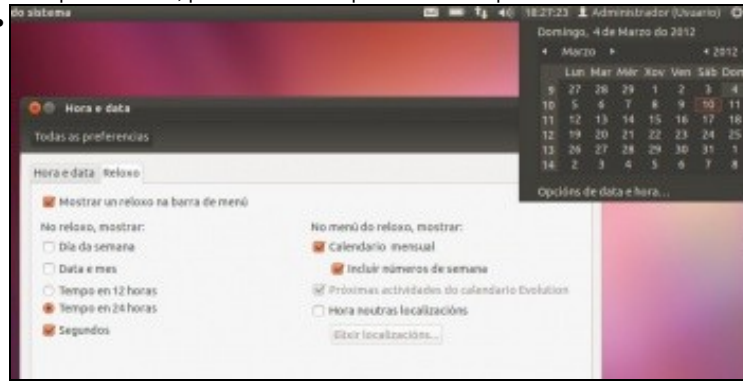 do sistema
18:27:23 Administrador (Usuario)
Domingo, 4 de Marzo do 2012
Marzo 2012
Lun Mar Mér Xov Ven Sáb Dom
9 27 28 29 1 2 3 4
10 5 6 7 8 9 10 11
11 12 13 14 15 16 17 18
12 19 20 21 22 23 24 25
13 26 27 28 29 30 31 1
14 2 3 4 5 6 7 8
Opcións de data e hora...
Hora e data
Todas as preferencias
Hora e data Reloxo
Mostrar un reloxo na barra de menú
No reloxo, mostrar:
Día da semana
Data e mes
Tempo en 12 horas
Tempo en 24 horas
Segundos
No menú do reloxo, mostrar:
Calendario mensual
Incluír números de semana
Próximas actividades do calendario Evolution
Hora noutras localizacións
Elixir localizacións...